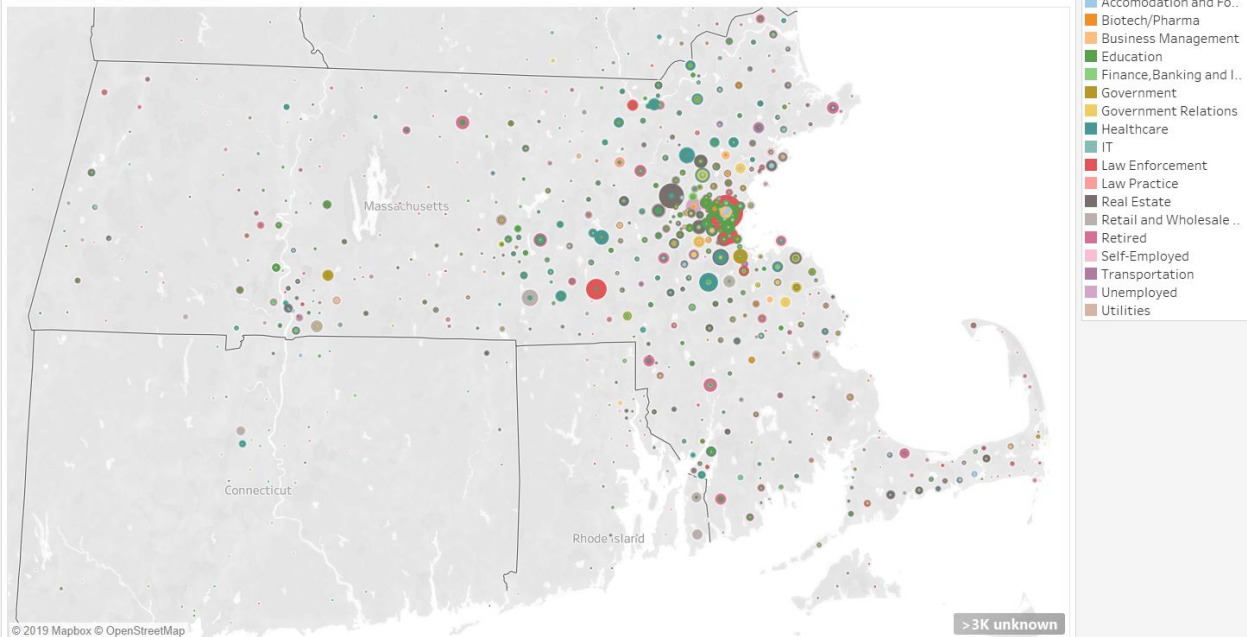 Accomodation and Fo..
Biotech/Pharma
Business Management
Education
Finance,Banking and I..
Government
Government Relations
Healthcare
IT
Law Enforcement
Law Practice
Real Estate
Retail and Wholesale ..
Retired
Self-Employed
Transportation
Unemployed
Utilities
Massachusetts
Connecticut
Rhode Island
© 2019 Mapbox © OpenStreetMap
>3K unknown